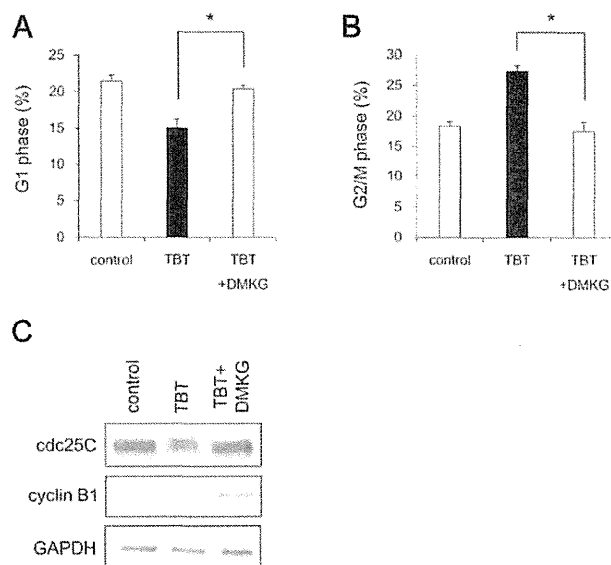 A
*
G1 phase (%)
25
20
15
10
5
0
control
TBT
TBT
+DMKG
B
*
G2/M phase (%)
30
25
20
15
10
5
0
control
TBT
TBT
+DMKG
C
control
TBT
TBT+
DMKG
cdc25C
cyclin B1
GAPDH